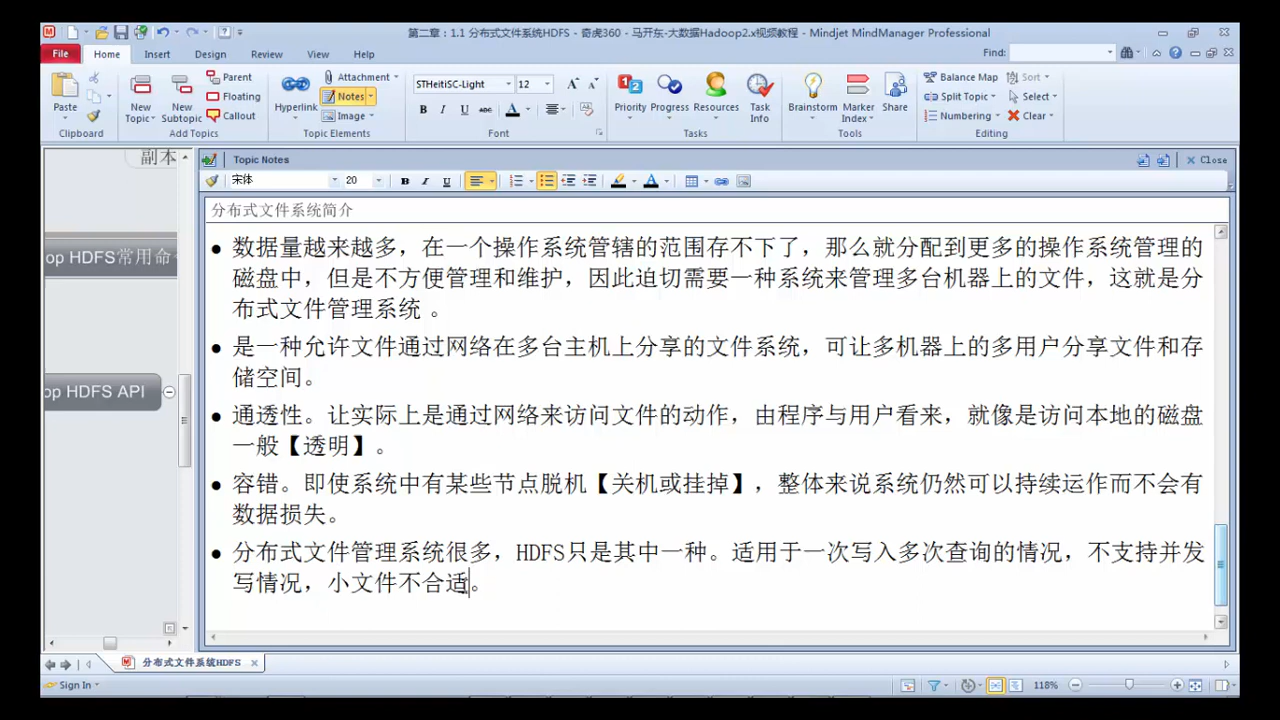 第二章：1.1 分布式文件系统HDFS - 奇虎360 - 马开东-大数据Hadoop2.x视频教程 - Mindjet MindManager Professional
File Home Insert Design Review View Help Find:
Paste
New Topic
New Subtopic
Parent
Floating
Callout
Hyperlink
Attachment
Notes
Image
STHeitiSC-Light 12
B I U abc A
Priority Progress Resources Task Info
Brainstorm Marker Index Share
Balance Map Sort
Split Topic Select
Numbering Clear
Clipboard Add Topics Topic Elements Font Tasks Tools Editing
副本
Topic Notes Close
宋体 20 B I U A
分布式文件系统简介
op HDFS常用命
op HDFS API
● 数据量越来越多，在一个操作系统管辖的范围存不下了，那么就分配到更多的操作系统管理的
磁盘中，但是不方便管理和维护，因此迫切需要一种系统来管理多台机器上的文件，这就是分
布式文件管理系统 。
● 是一种允许文件通过网络在多台主机上分享的文件系统，可让多机器上的多用户分享文件和存
储空间。
● 通透性。让实际上是通过网络来访问文件的动作，由程序与用户看来，就像是访问本地的磁盘
一般【透明】。
● 容错。即使系统中有某些节点脱机【关机或挂掉】，整体来说系统仍然可以持续运作而不会有
数据损失。
● 分布式文件管理系统很多，HDFS只是其中一种。适用于一次写入多次查询的情况，不支持并发
写情况，小文件不合适。
分布式文件系统HDFS
Sign In 118%